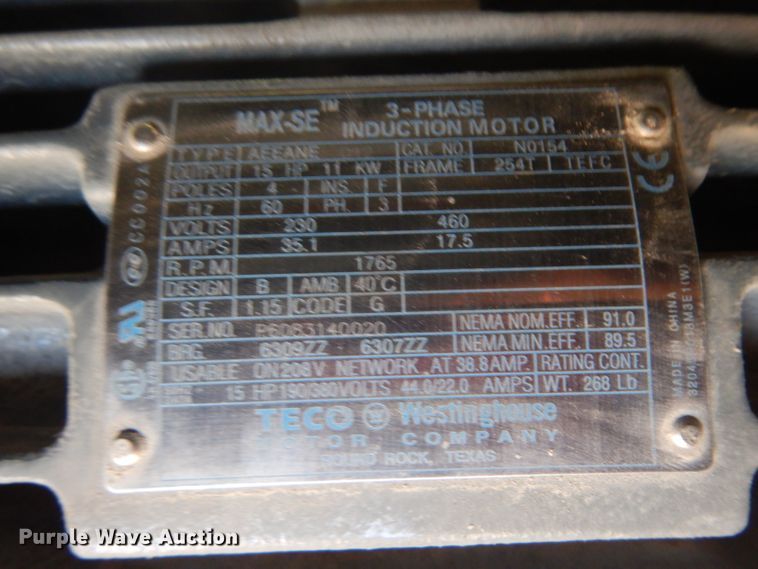 MAX-SE™ 3-PHASE INDUCTION MOTOR
TYPE AEEANE CAT. NO. N0154
OUTPUT 15 HP 11 KW FRAME 254T TEFC
POLES 4 INS. F
Hz 60 PH. 3
VOLTS 230 460
AMPS 35.1 17.5
R.P.M. 1765
DESIGN B AMB 40°C
S.F. 1.15 CODE G
SER.NO. P6063140020 NEMA NOM.EFF. 91.0
BRG. 6309ZZ - 6307ZZ NEMA MIN.EFF. 89.5
USABLE ON 208V NETWORK AT 38.8 AMP. RATING CONT.
15 HP 190/380VOLTS 44.0/22.0 AMPS WT. 268 Lb
TECO W Westinghouse
MOTOR COMPANY
ROUND ROCK, TEXAS
CE
MADE IN CHINA
Purple Wave Auction